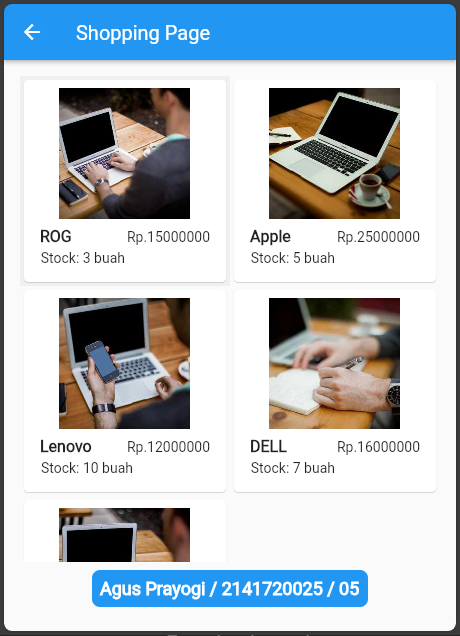 Shopping Page
ROG Rp.15000000
Stock: 3 buah
Apple Rp.25000000
Stock: 5 buah
Lenovo Rp.12000000
Stock: 10 buah
DELL Rp.16000000
Stock: 7 buah
Agus Prayogi / 2141720025 / 05